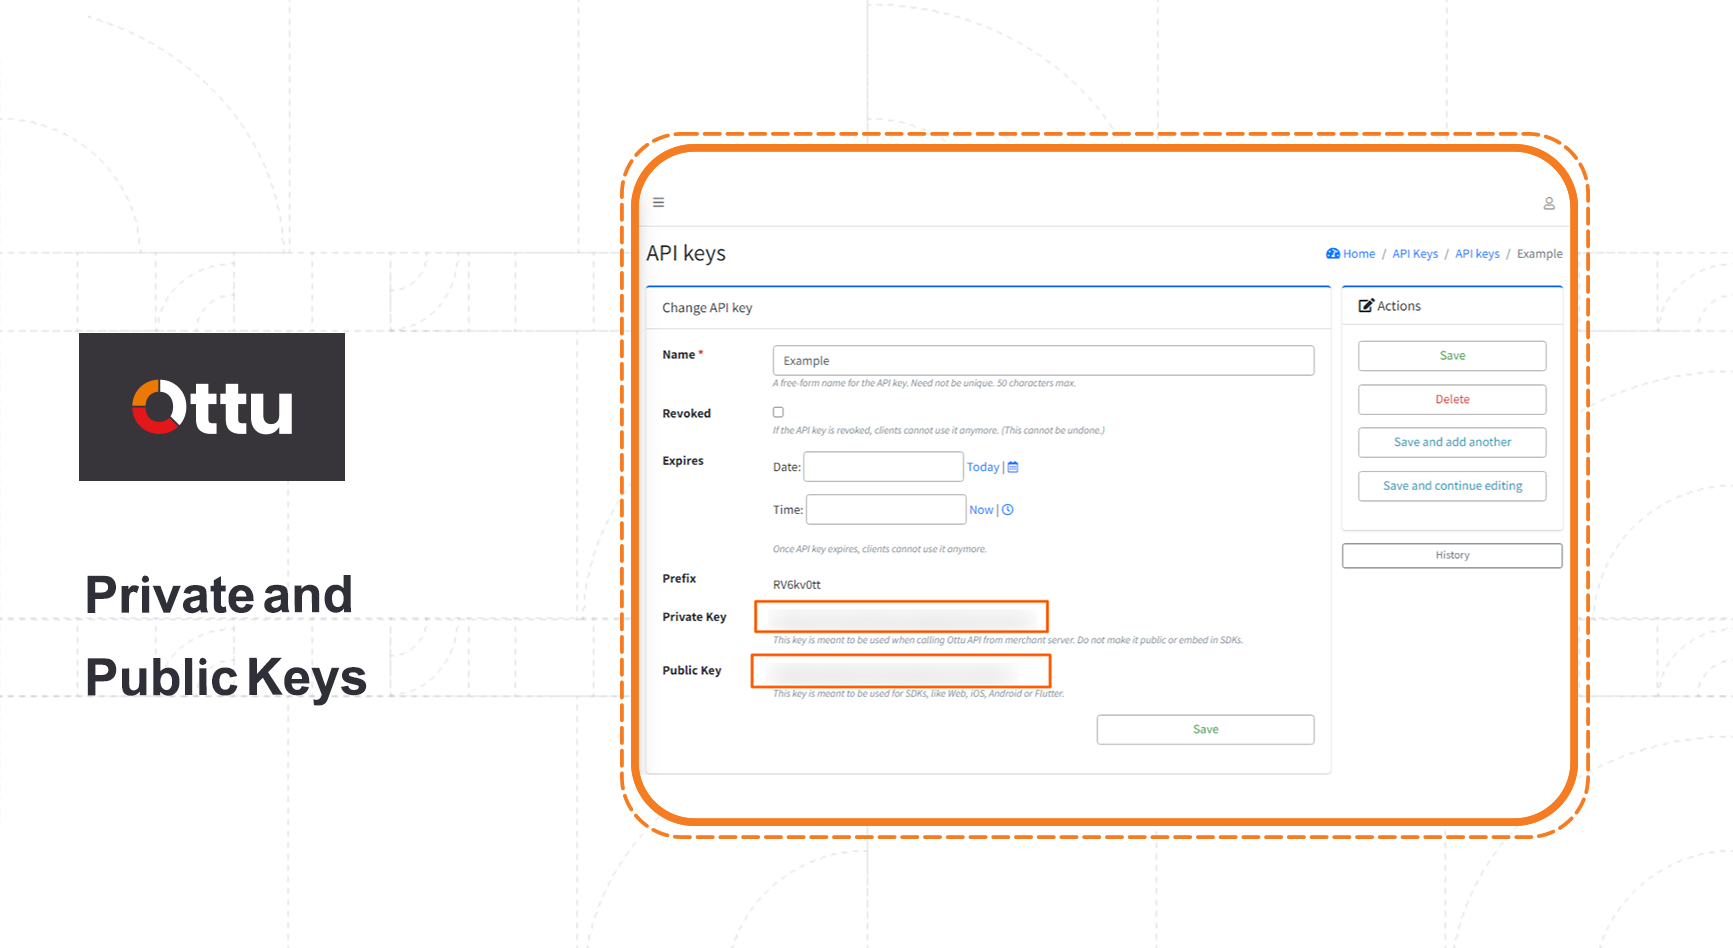 Ottu
Private and
Public Keys
API keys
Home / API Keys / API keys / Example
Change API key
Name *
Example
A free-form name for the API key. Need not be unique. 50 characters max.
Revoked
If the API key is revoked, clients cannot use it anymore. (This cannot be undone.)
Expires
Date:
Today |
Time:
Now |
Once API key expires, clients cannot use it anymore.
Prefix
RV6kv0tt
Private Key
This key is meant to be used when calling Ottu API from merchant server. Do not make it public or embed in SDKs.
Public Key
This key is meant to be used for SDKs, like Web, iOS, Android or Flutter.
Save
Actions
Save
Delete
Save and add another
Save and continue editing
History